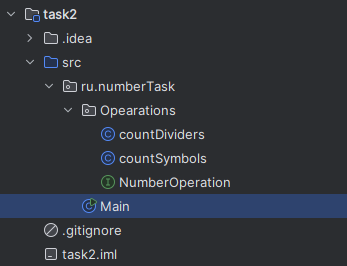 task2
.idea
src
ru.numberTask
Opearations
countDividers
countSymbols
NumberOperation
Main
.gitignore
task2.iml